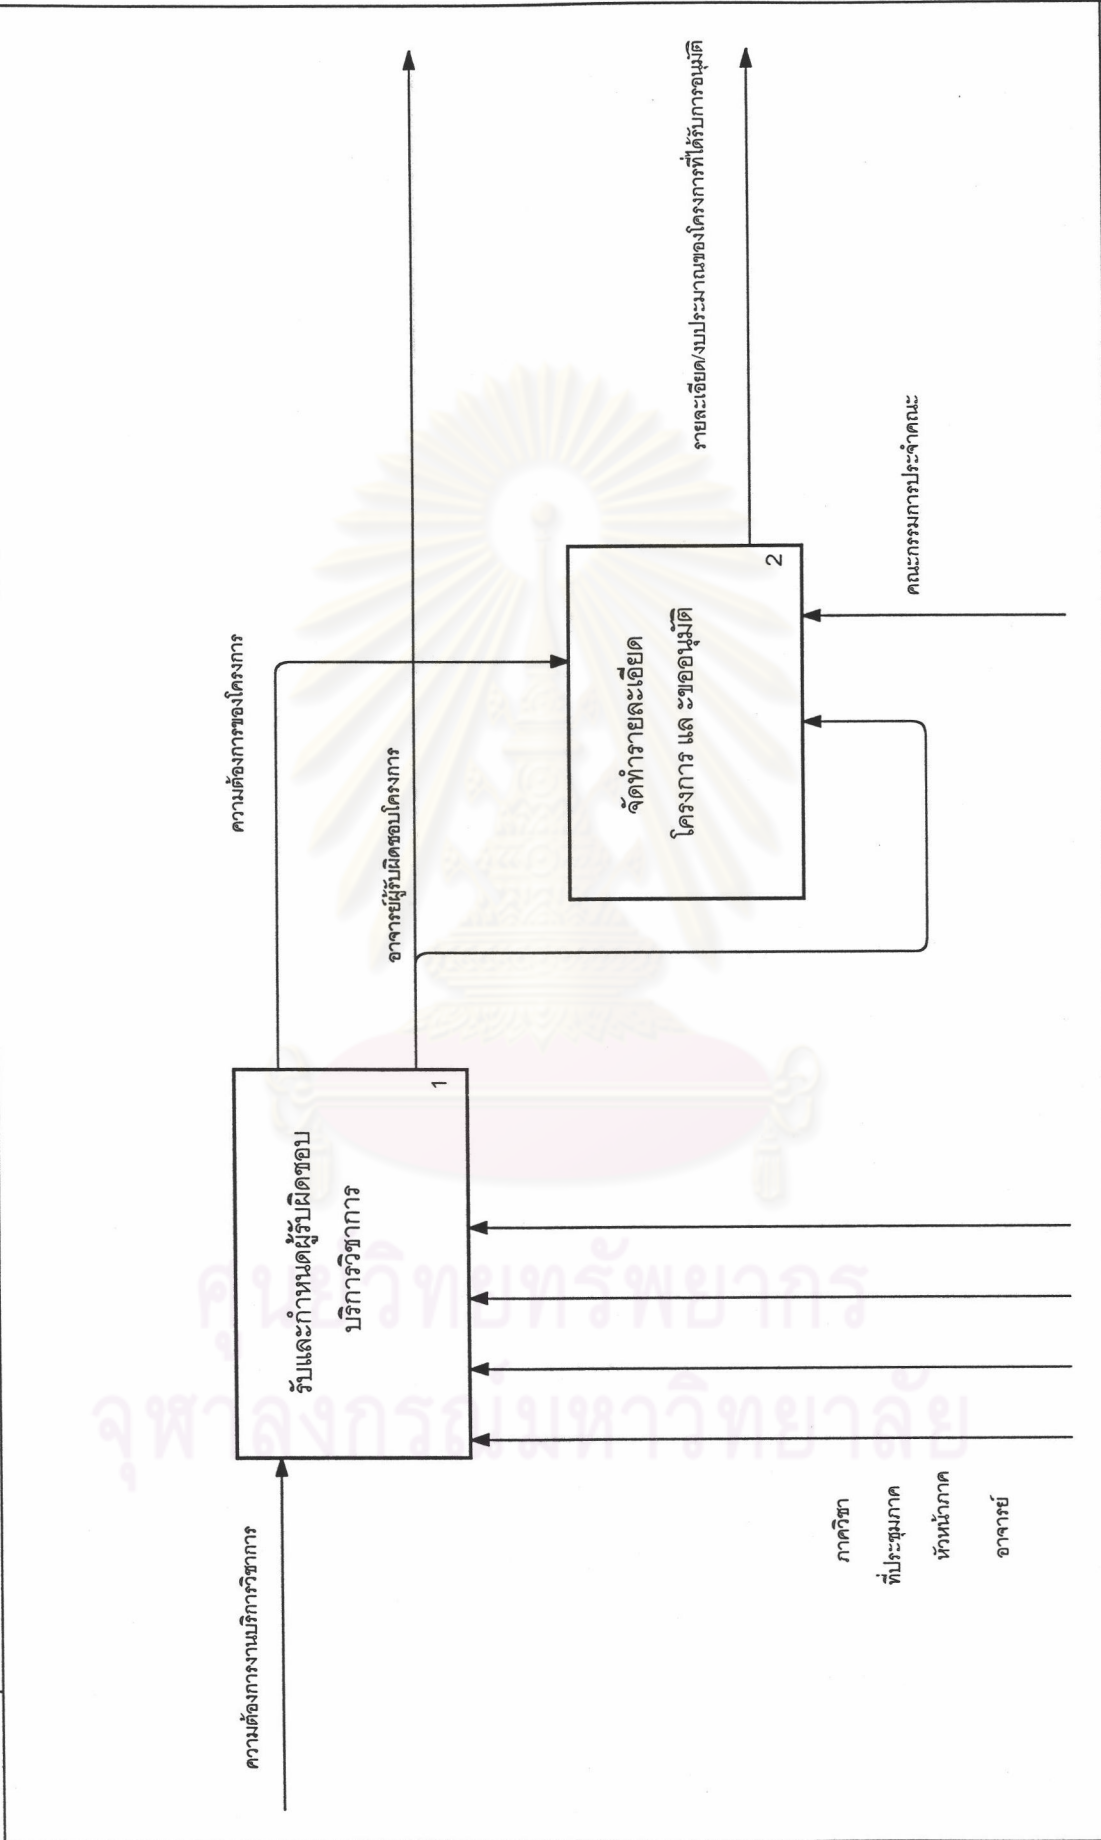 ความต้องการงานบริการวิชาการ
รับและกำหนดผู้รับผิดชอบ
บริการวิชาการ
1
ความต้องการของโครงการ
อาจารย์ผู้รับผิดชอบโครงการ
จัดทำรายละเอียด
โครงการ และขออนุมัติ
2
รายละเอียด/งบประมาณของโครงการที่ได้รับการอนุมัติ
คณะกรรมการประจำคณะ
ภาควิชา
ที่ประชุมภาค
หัวหน้าภาค
อาจารย์
ศูนย์วิทยทรัพยากร
จุฬาลงกรณ์มหาวิทยาลัย